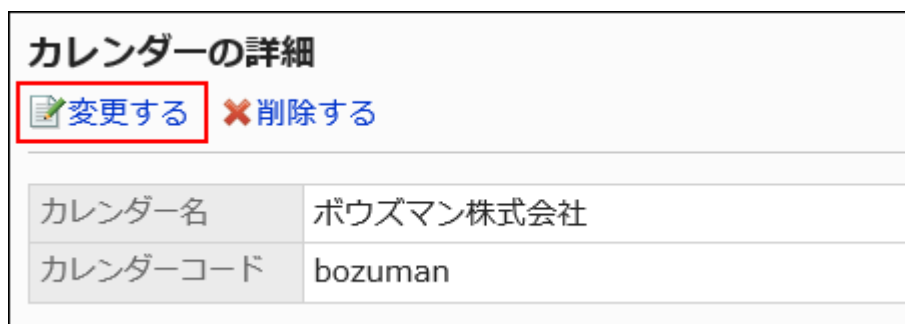 カレンダーの詳細
変更する 削除する
カレンダー名 ボウズマン株式会社
カレンダーコード bozuman